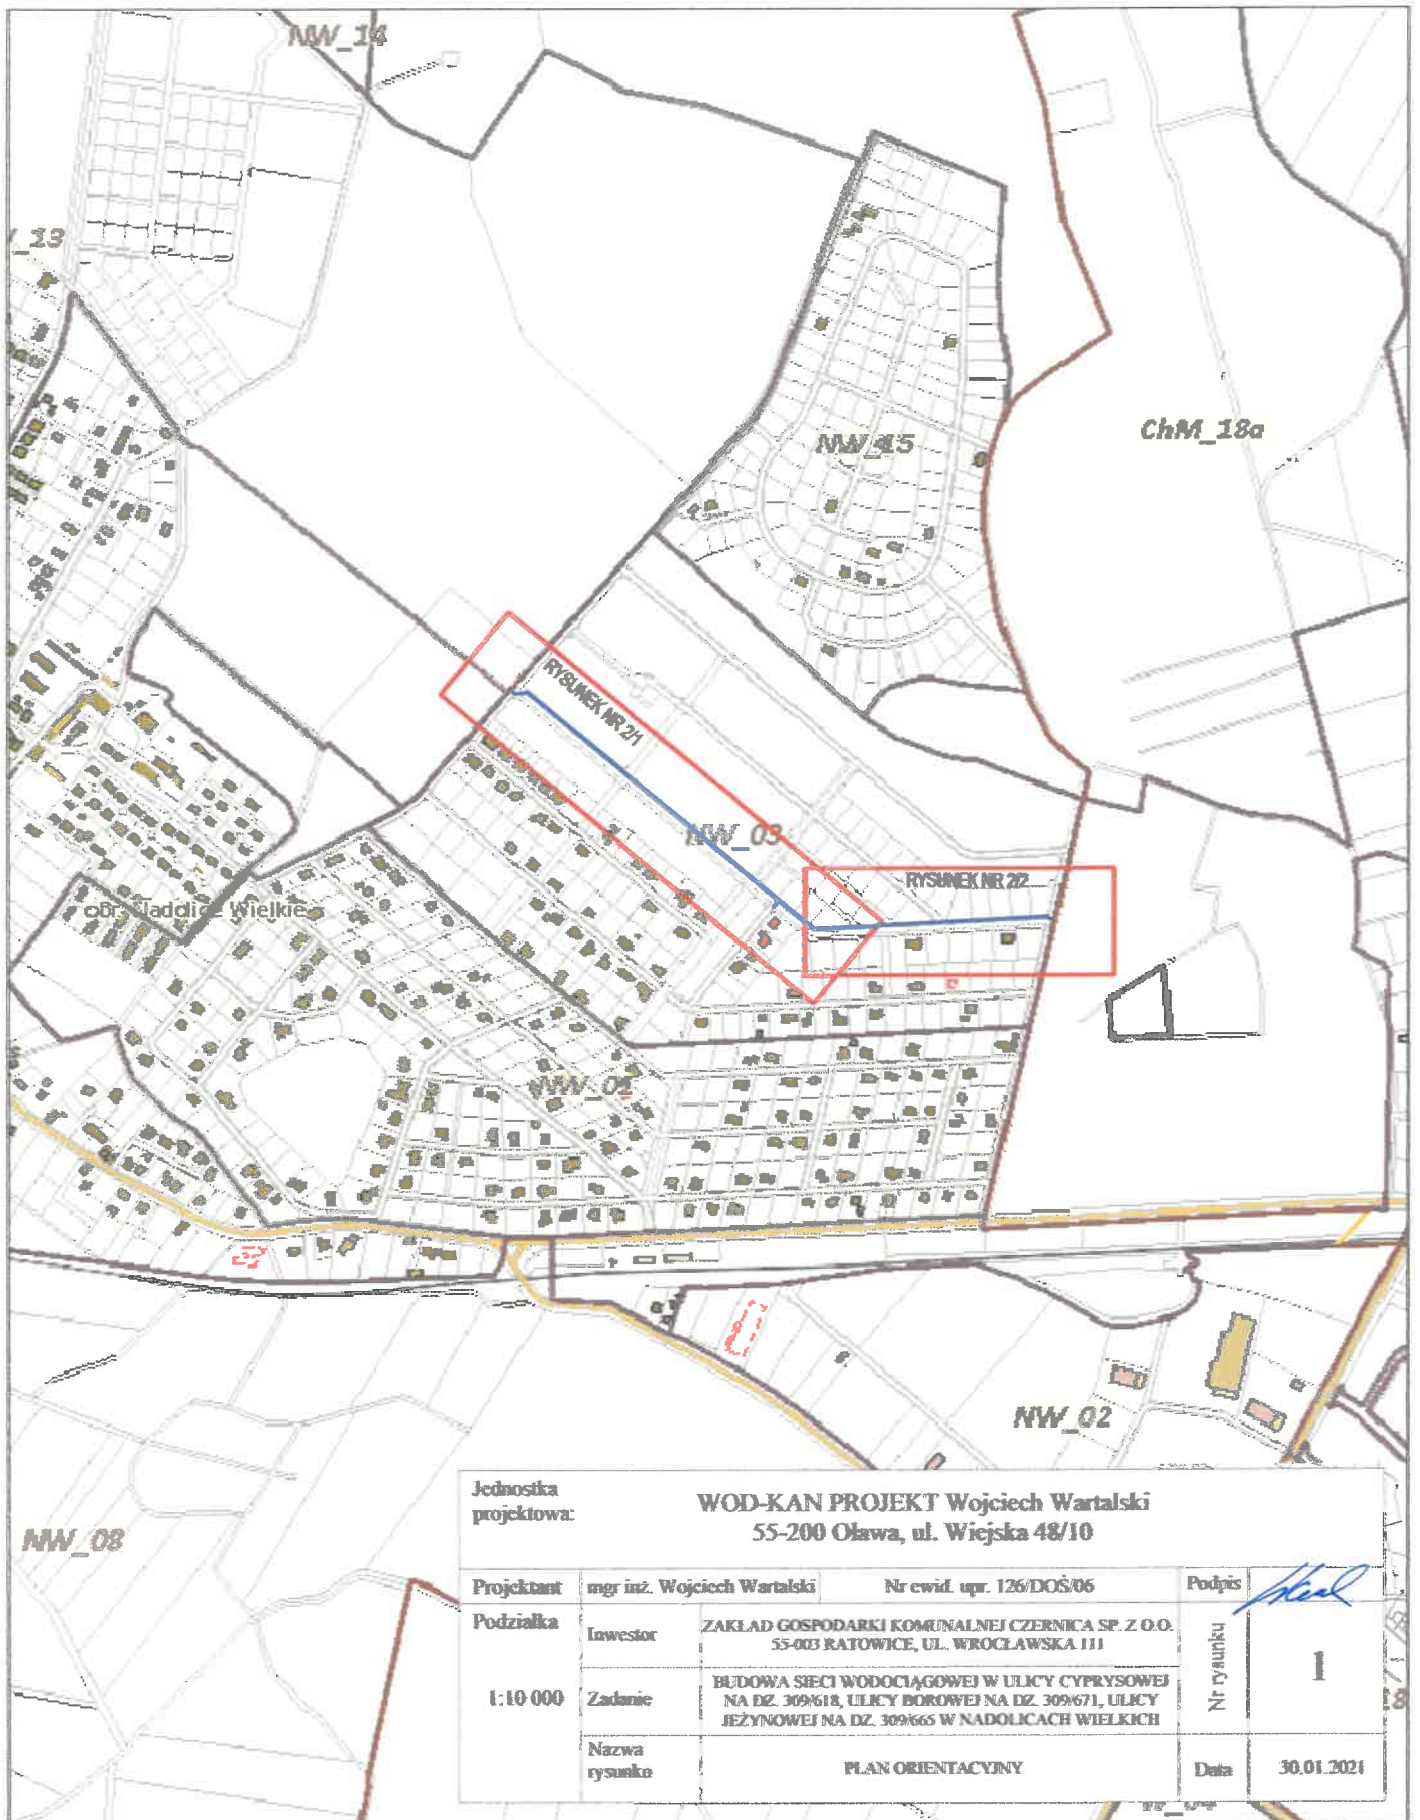 NW_14
_13
ChM_18a
NW_15
RYSUNEK NR 2/1
NW_03
RYSUNEK NR 2/2
obr. Nadolice Wielkie
NW_01
NW_02
NW_08
Jednostka
projektowa:
WOD-KAN PROJEKT Wojciech Wartalski
55-200 Oława, ul. Wiejska 48/10
Projektant mgr inż. Wojciech Wartalski Nr ewid. upr. 126/DOŚ/06 Podpis
Podziałka
1:10 000
Inwestor
ZAKŁAD GOSPODARKI KOMUNALNEJ CZERNICA SP. Z O.O.
55-003 RATOWICE, UL. WROCŁAWSKA 111
Nr rysunku
1
Zadanie
BUDOWA SIECI WODOCIĄGOWEJ W ULICY CYPRYSOWEJ
NA DZ. 309/618, ULICY BOROWEJ NA DZ. 309/671, ULICY
JEŻYNOWEJ NA DZ. 309/665 W NADOLICACH WIELKICH
Nazwa
rysunku
PLAN ORIENTACYJNY
Data 30.01.2021